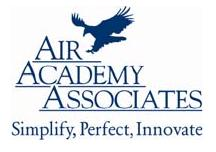 AIR
ACADEMY
ASSOCIATES
Simplify, Perfect, Innovate